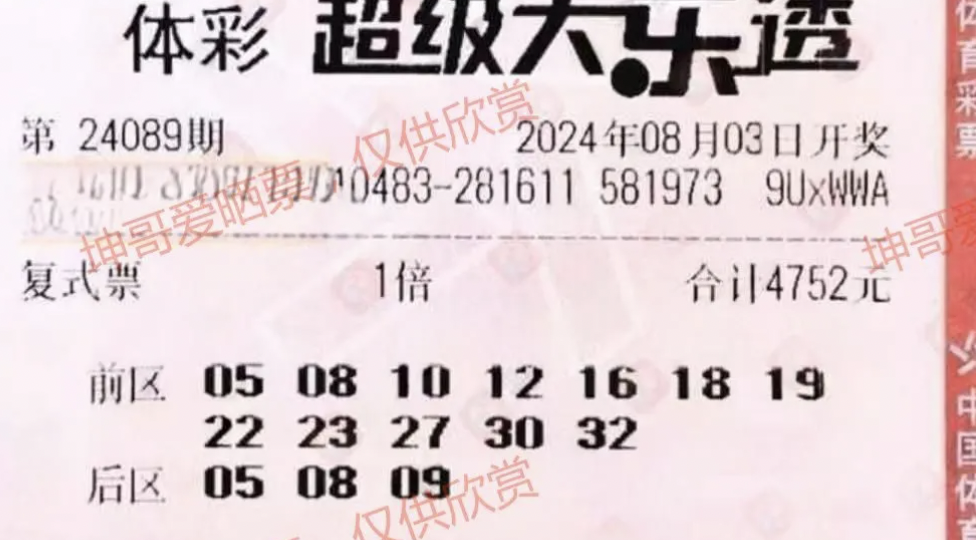 体彩 超级大乐透
第 24089期 2024年08月03日开奖
10483-281611 581973 9UxWWA
坤哥爱晒票 仅供欣赏
坤哥爱
复式票 1倍 合计4752元
前区 05 08 10 12 16 18 19
22 23 27 30 32
后区 05 08 09
仅供欣赏
体育彩票
中国体育